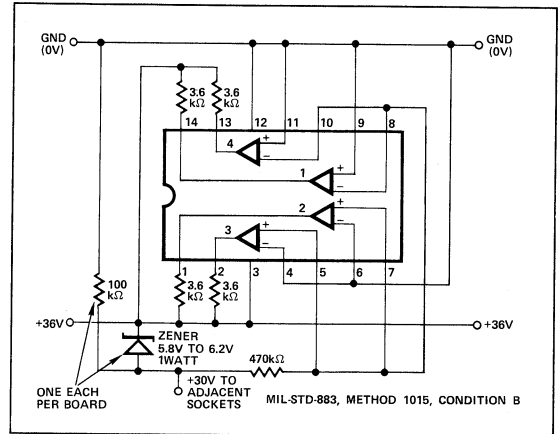 GND
(0V)
GND
(0V)
3.6
kΩ
3.6
kΩ
14 13 12 11 10 9 8
4
+
−
1
+
−
2
+
−
3
+
−
1 2 3 4 5 6 7
100
kΩ
3.6
kΩ
3.6
kΩ
+36V
+36V
ZENER
5.8V TO 6.2V
1WATT
470kΩ
ONE EACH
PER BOARD
+30V TO
ADJACENT
SOCKETS
MIL-STD-883, METHOD 1015, CONDITION B